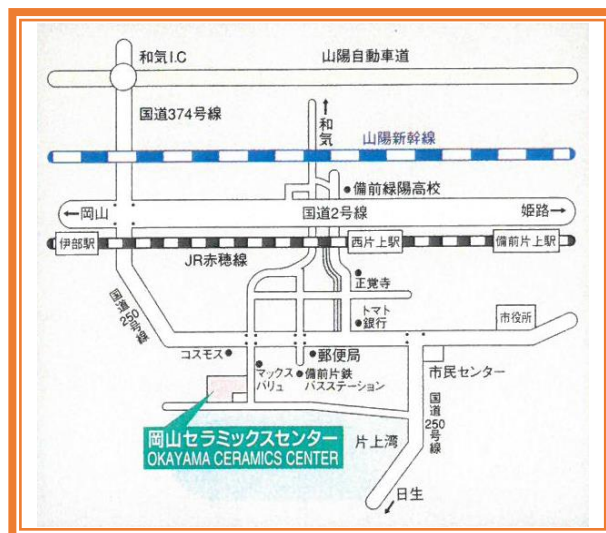 和気I.C
山陽自動車道
国道374号線
和気
山陽新幹線
備前緑陽高校
←岡山
国道2号線
姫路→
伊部駅
西片上駅
備前片上駅
JR赤穂線
正覚寺
国道250号線
トマト
銀行
市役所
コスモス
郵便局
マックス
バリュ
備前片鉄
バスステーション
市民センター
国道250号線
岡山セラミックスセンター
OKAYAMA CERAMICS CENTER
片上湾
日生